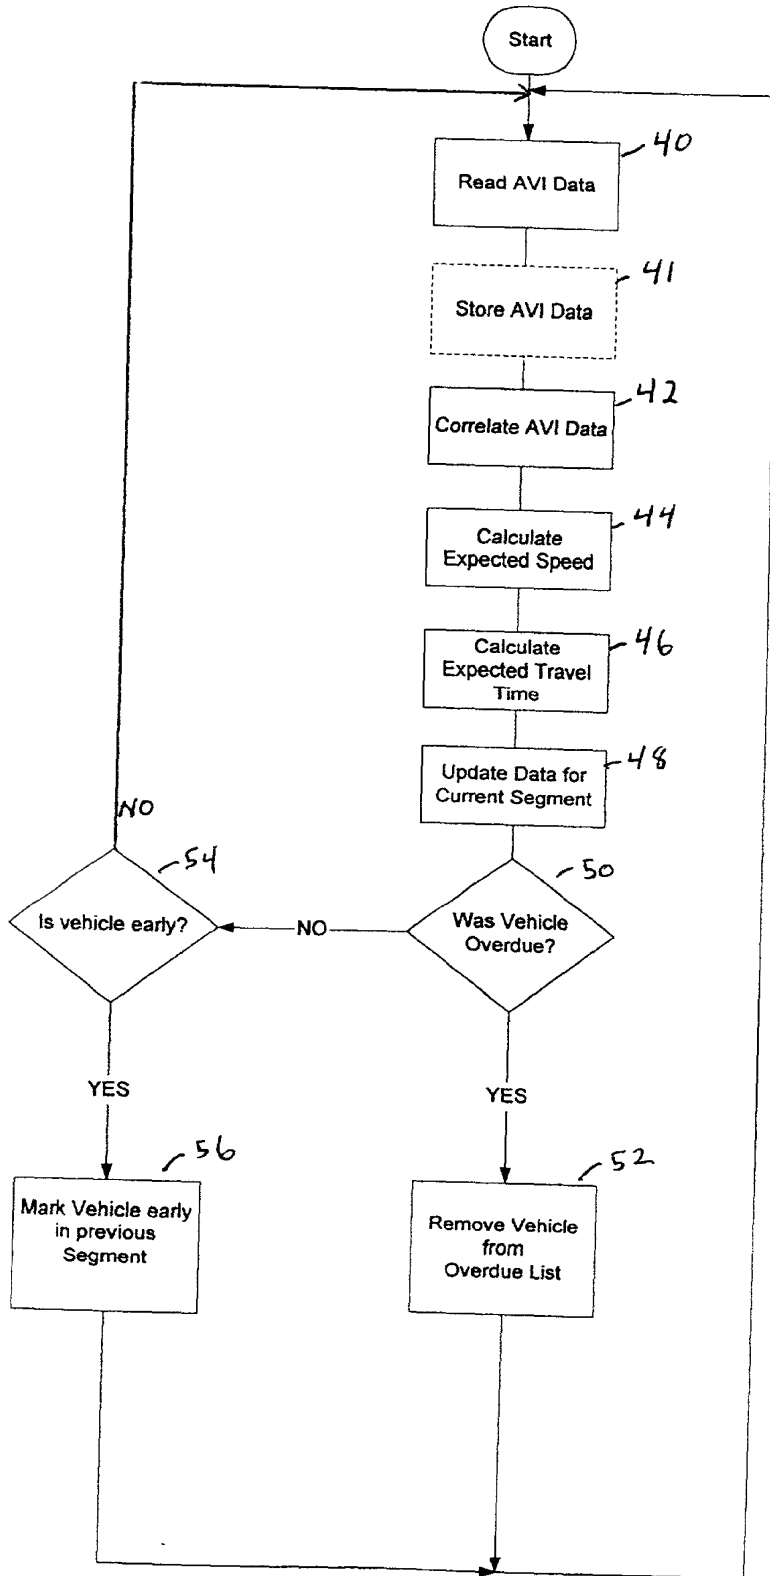 Start
40
Read AVI Data
41
Store AVI Data
42
Correlate AVI Data
44
Calculate
Expected Speed
46
Calculate
Expected Travel
Time
48
Update Data for
Current Segment
NO
54
Is vehicle early?
NO
50
Was Vehicle
Overdue?
YES
YES
56
Mark Vehicle early
in previous
Segment
52
Remove Vehicle
from
Overdue List